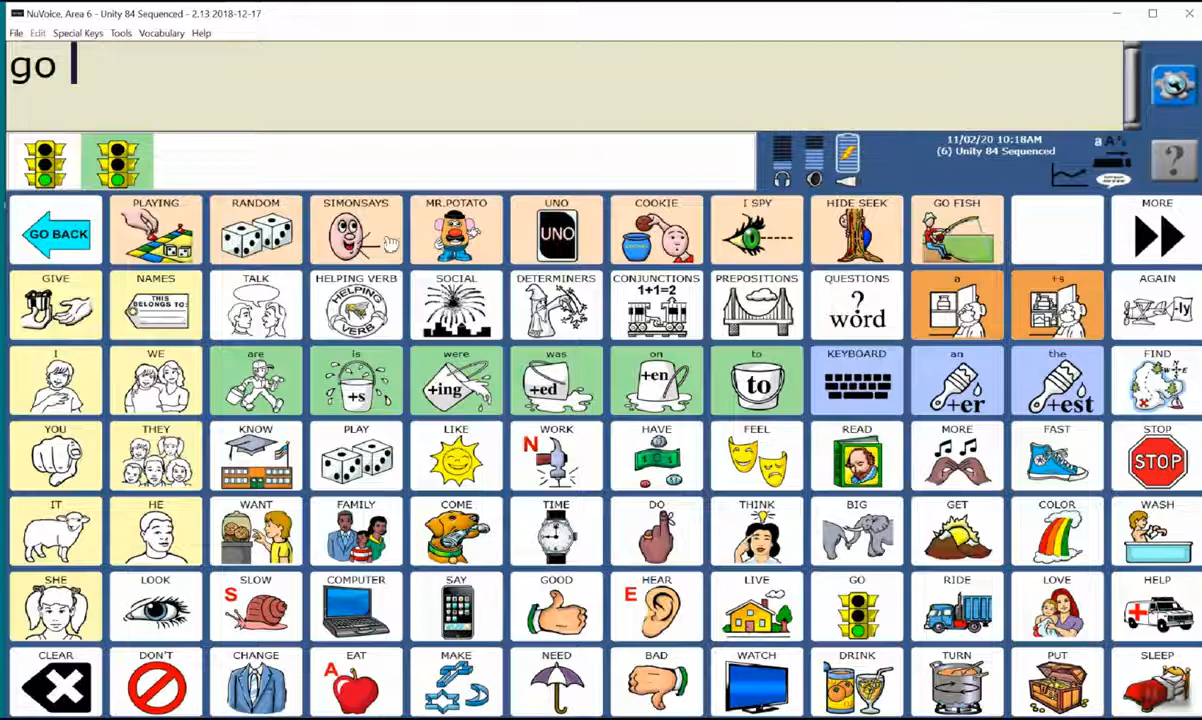 NuVoice, Area 6 - Unity 84 Sequenced - 2.13 2018-12-17
File Edit Special Keys Tools Vocabulary Help
go
11/02/20 10:18AM
(6) Unity 84 Sequenced
?
GO BACK PLAYING RANDOM SIMONSAYS MR.POTATO UNO UNO COOKIE I SPY HIDE SEEK GO FISH MORE
GIVE NAMES THIS BELONGS TO: TALK HELPING VERB HELPING VERB SOCIAL DETERMINERS CONJUNCTIONS 1+1=2 PREPOSITIONS QUESTIONS ? word a +s AGAIN -ly
I WE are is +s were +ing was +ed on +en to to KEYBOARD an +er the +est FIND
YOU THEY KNOW PLAY LIKE WORK N HAVE FEEL READ MORE FAST STOP STOP
IT HE WANT FAMILY COME TIME DO THINK BIG GET COLOR WASH
SHE LOOK SLOW S COMPUTER SAY GOOD HEAR E LIVE GO RIDE LOVE HELP
CLEAR DON'T CHANGE EAT A MAKE NEED BAD WATCH DRINK TURN PUT SLEEP